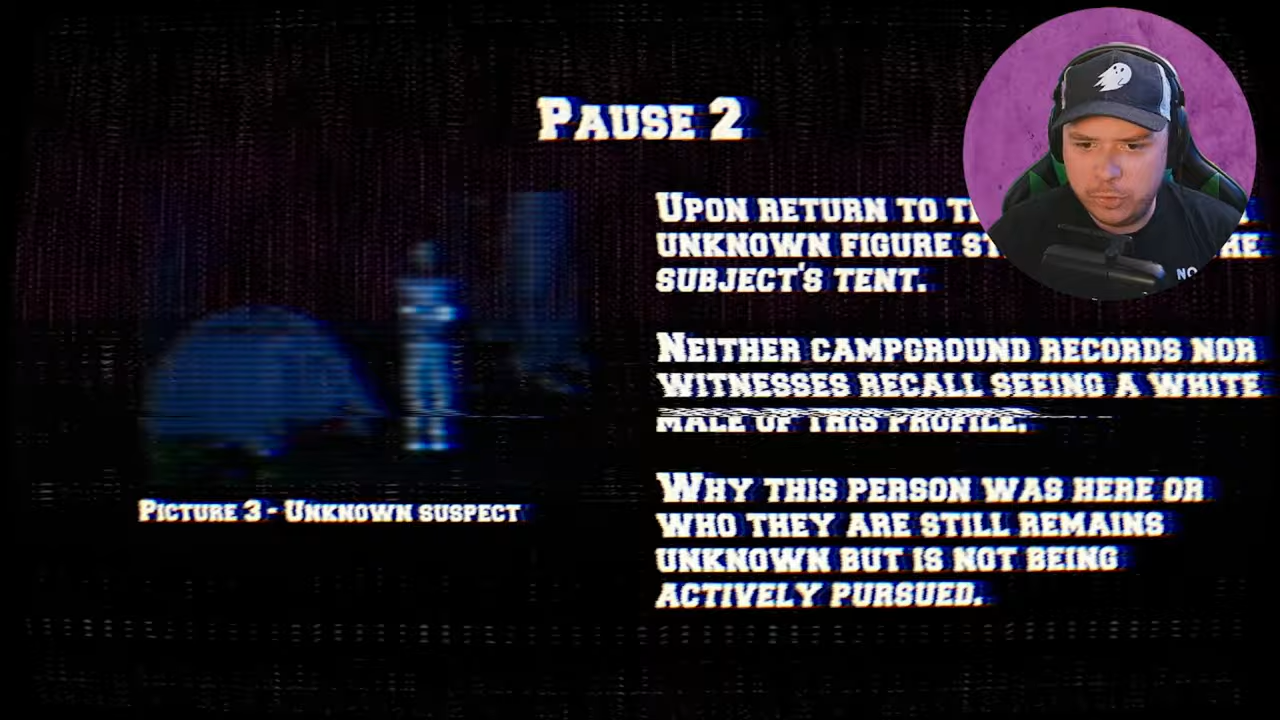 Pause 2
Upon return to
unknown figure
subject's tent.
Neither campground records nor
witnesses recall seeing a white
male of this profile.
Why this person was here or
who they are still remains
unknown but is not being
actively pursued.
Picture 3 - Unknown suspect
NO